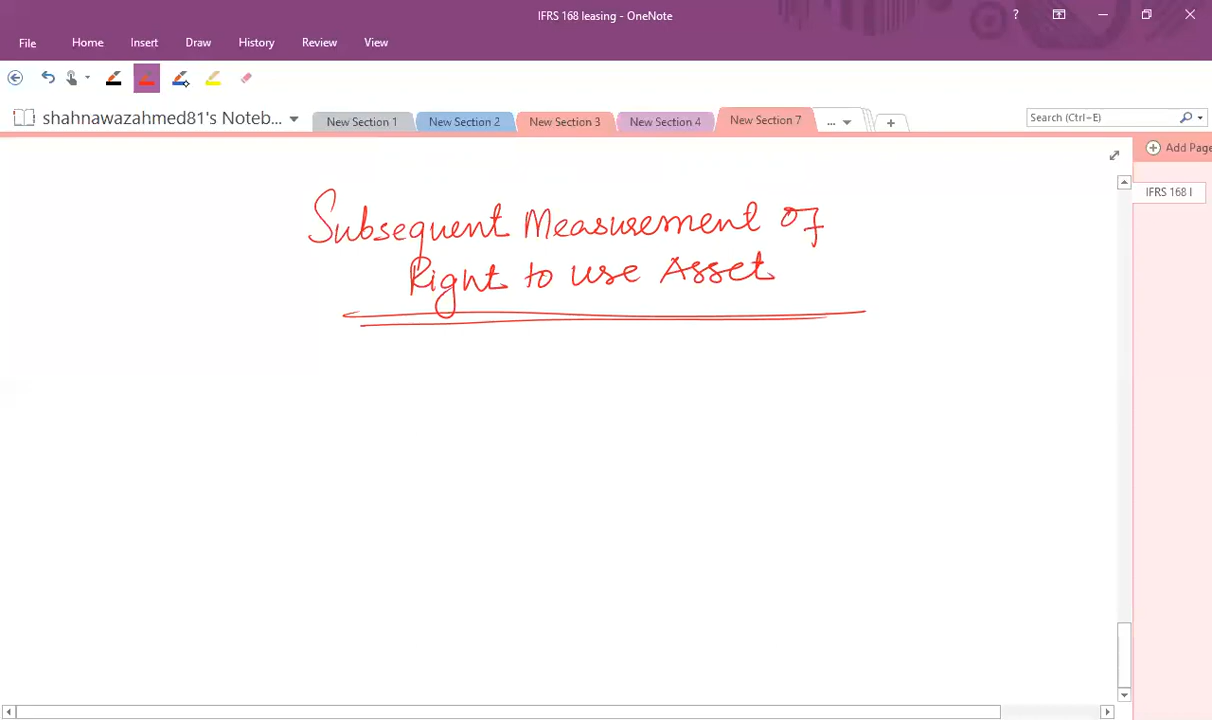 IFRS 168 leasing - OneNote
?
File Home Insert Draw History Review View
shahnawazahmed81's Noteb... New Section 1 New Section 2 New Section 3 New Section 4 New Section 7 ... + Search (Ctrl+E)
Add Page
IFRS 168 l
Subsequent Measurement Of
Right to use Asset